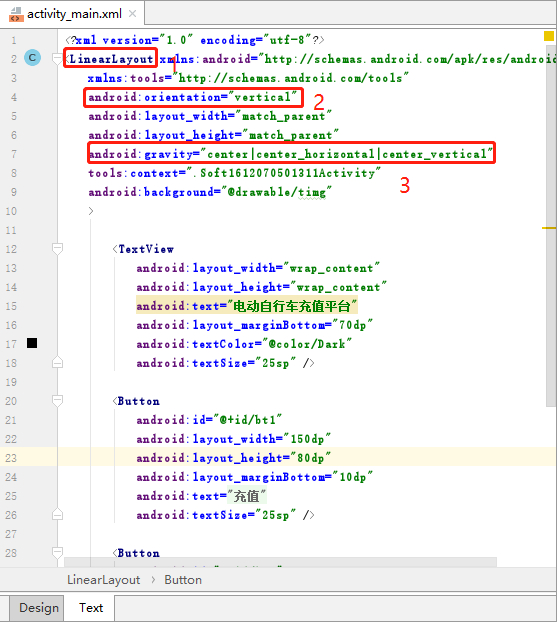 activity_main.xml ×
1 <?xml version="1.0" encoding="utf-8"?>
2 C <LinearLayout xmlns:android="http://schemas.android.com/apk/res/android
1
3 xmlns:tools="http://schemas.android.com/tools"
4 android:orientation="vertical"
2
5 android:layout_width="match_parent"
6 android:layout_height="match_parent"
7 android:gravity="center|center_horizontal|center_vertical"
8 tools:context=".Soft1612070501311Activity"
3
9 android:background="@drawable/timg"
10 >
11
12 <TextView
13 android:layout_width="wrap_content"
14 android:layout_height="wrap_content"
15 android:text="电动自行车充值平台"
16 android:layout_marginBottom="70dp"
17 android:textColor="@color/Dark"
18 android:textSize="25sp" />
19
20 <Button
21 android:id="@+id/bt1"
22 android:layout_width="150dp"
23 android:layout_height="80dp"
24 android:layout_marginBottom="10dp"
25 android:text="充值"
26 android:textSize="25sp" />
27
28 <Button
LinearLayout › Button
Design Text